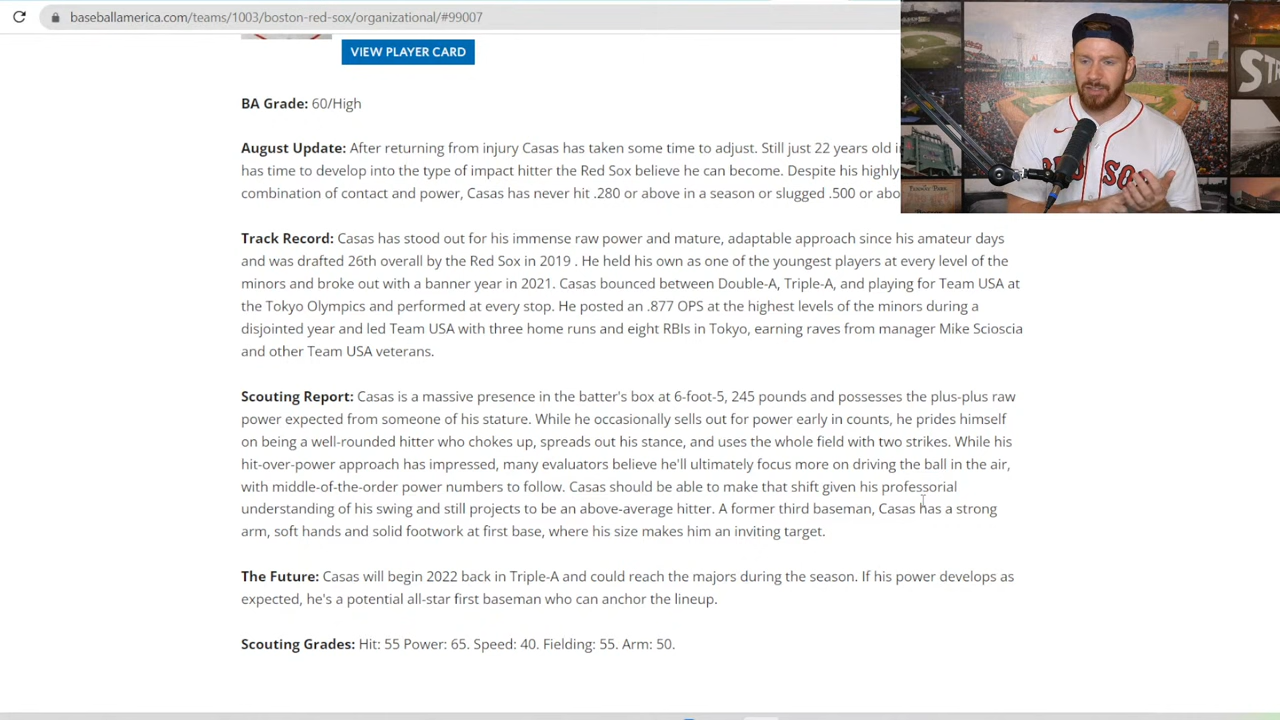 baseballamerica.com/teams/1003/boston-red-sox/organizational/#99007
VIEW PLAYER CARD
BA Grade: 60/High
August Update: After returning from injury Casas has taken some time to adjust. Still just 22 years old
has time to develop into the type of impact hitter the Red Sox believe he can become. Despite his highly
combination of contact and power, Casas has never hit .280 or above in a season or slugged .500 or
Track Record: Casas has stood out for his immense raw power and mature, adaptable approach since his amateur days
and was drafted 26th overall by the Red Sox in 2019 . He held his own as one of the youngest players at every level of the
minors and broke out with a banner year in 2021. Casas bounced between Double-A, Triple-A, and playing for Team USA at
the Tokyo Olympics and performed at every stop. He posted an .877 OPS at the highest levels of the minors during a
disjointed year and led Team USA with three home runs and eight RBIs in Tokyo, earning raves from manager Mike Scioscia
and other Team USA veterans.
Scouting Report: Casas is a massive presence in the batter's box at 6-foot-5, 245 pounds and possesses the plus-plus raw
power expected from someone of his stature. While he occasionally sells out for power early in counts, he prides himself
on being a well-rounded hitter who chokes up, spreads out his stance, and uses the whole field with two strikes. While his
hit-over-power approach has impressed, many evaluators believe he'll ultimately focus more on driving the ball in the air,
with middle-of-the-order power numbers to follow. Casas should be able to make that shift given his professorial
understanding of his swing and still projects to be an above-average hitter. A former third baseman, Casas has a strong
arm, soft hands and solid footwork at first base, where his size makes him an inviting target.
The Future: Casas will begin 2022 back in Triple-A and could reach the majors during the season. If his power develops as
expected, he's a potential all-star first baseman who can anchor the lineup.
Scouting Grades: Hit: 55 Power: 65. Speed: 40. Fielding: 55. Arm: 50.